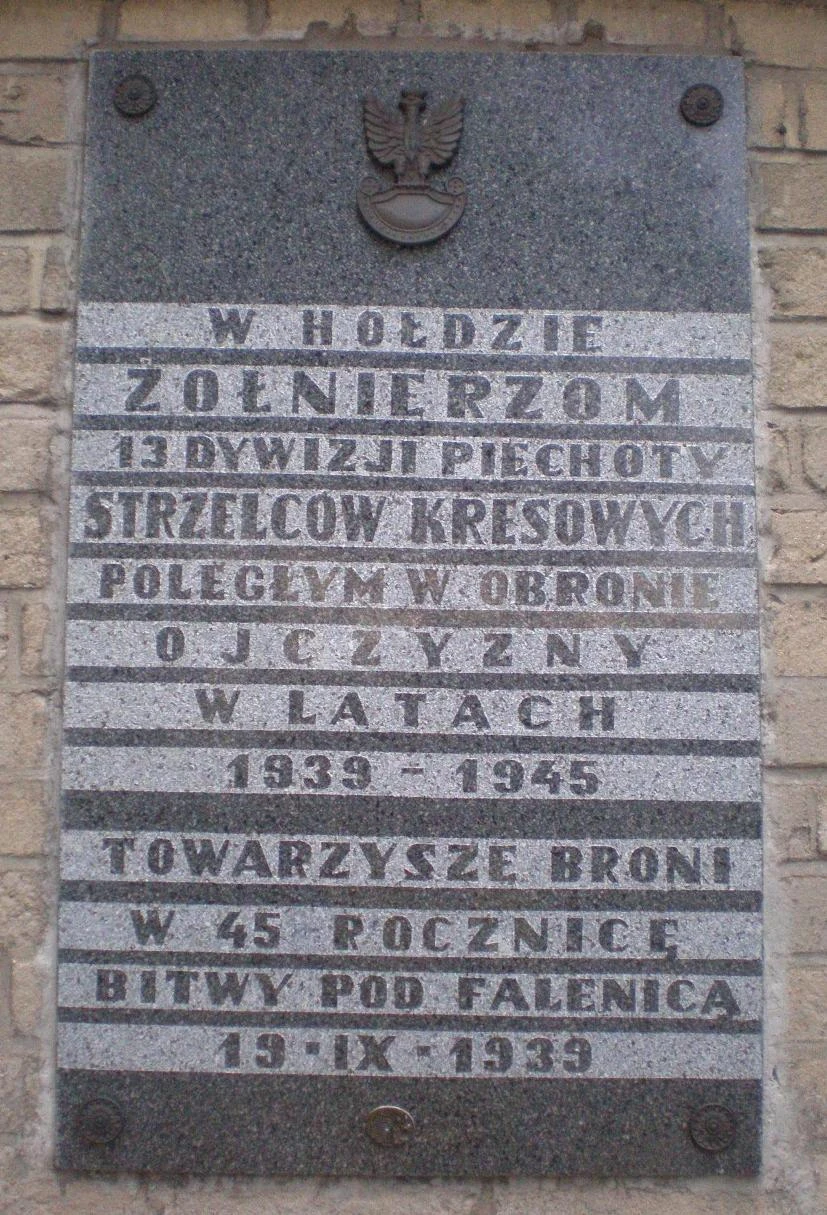 W HOŁDZIE
ŻOŁNIERZOM
13 DYWIZJI PIECHOTY
STRZELCÓW KRESOWYCH
POLEGŁYM W OBRONIE
OJCZYZNY
W LATACH
1939 - 1945
TOWARZYSZE BRONI
W 45 ROCZNICĘ
BITWY POD FALENICĄ
19·IX·1939